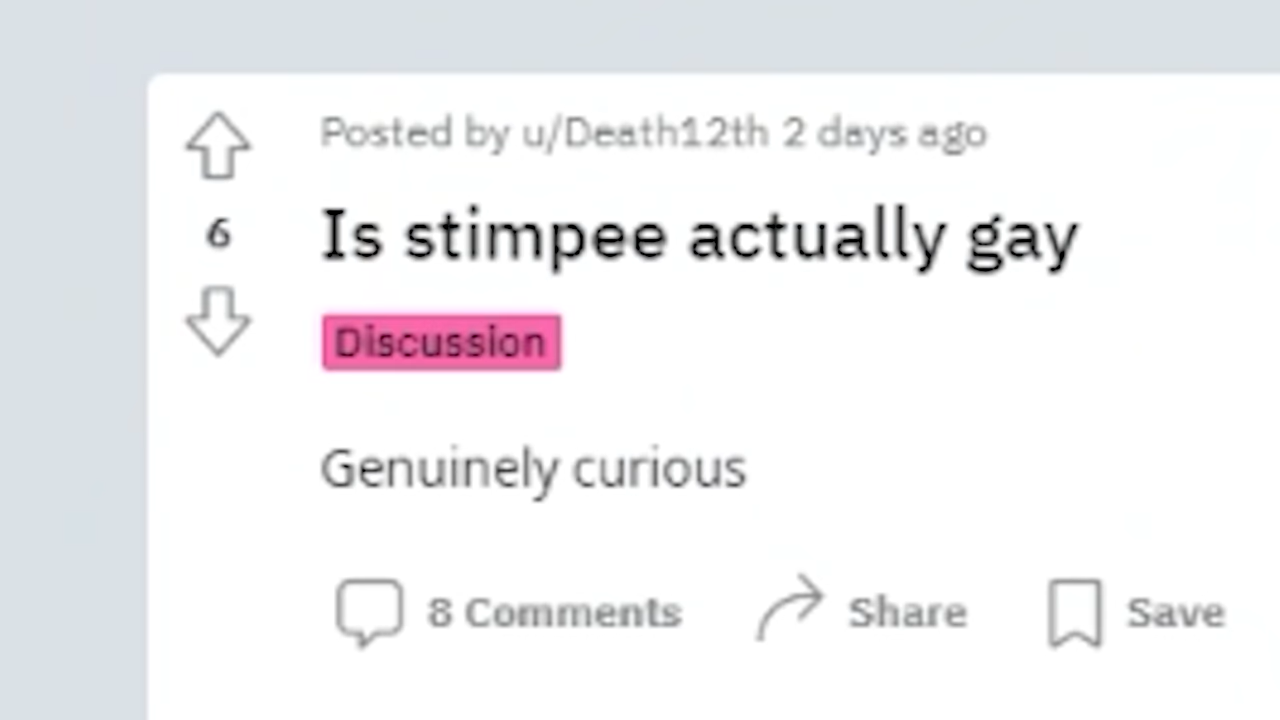 Posted by u/Death12th 2 days ago
6
Is stimpee actually gay
Discussion
Genuinely curious
8 Comments Share Save